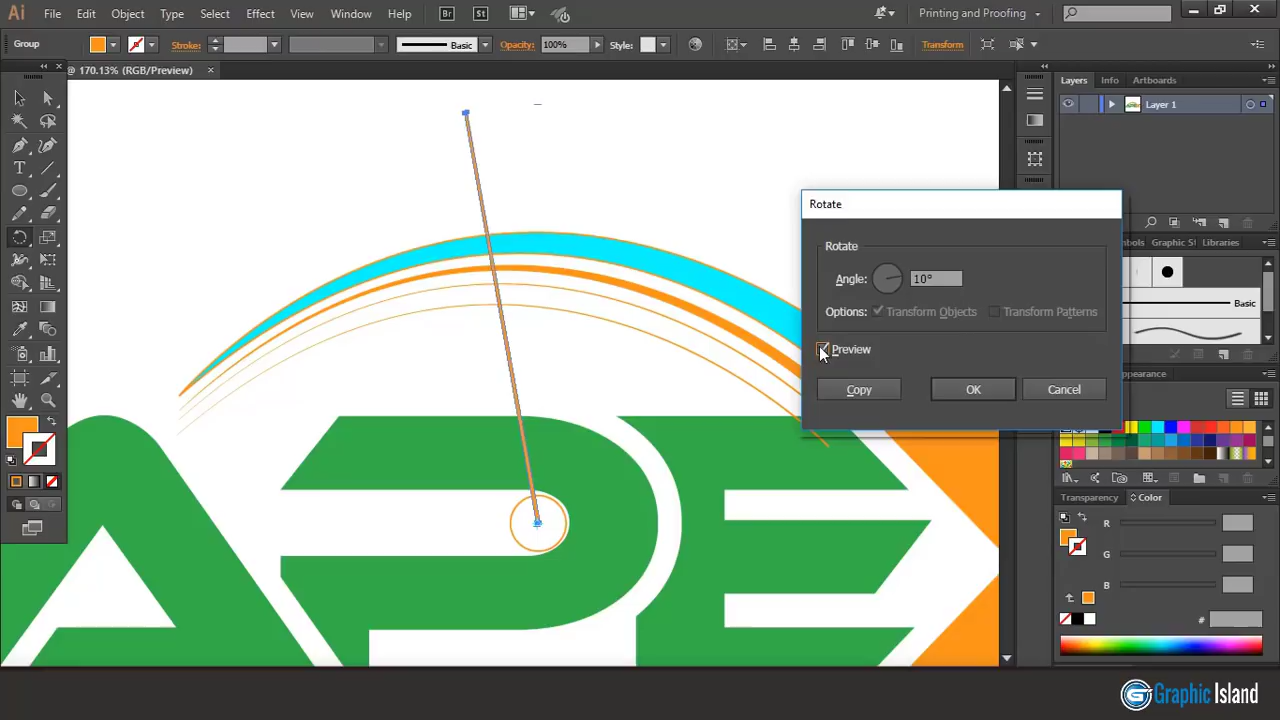 Ai File Edit Object Type Select Effect View Window Help Br St Printing and Proofing
Group Stroke: Basic Opacity: 100% Style: Transform
@ 170.13% (RGB/Preview)
Layers Info Artboards
Layer 1
Rotate
Rotate
Angle: 10°
Options: Transform Objects Transform Patterns
Preview
Copy OK Cancel
Graphic S Libraries
Basic
Transparency Color
R
G
B
#
APE
Graphic Island